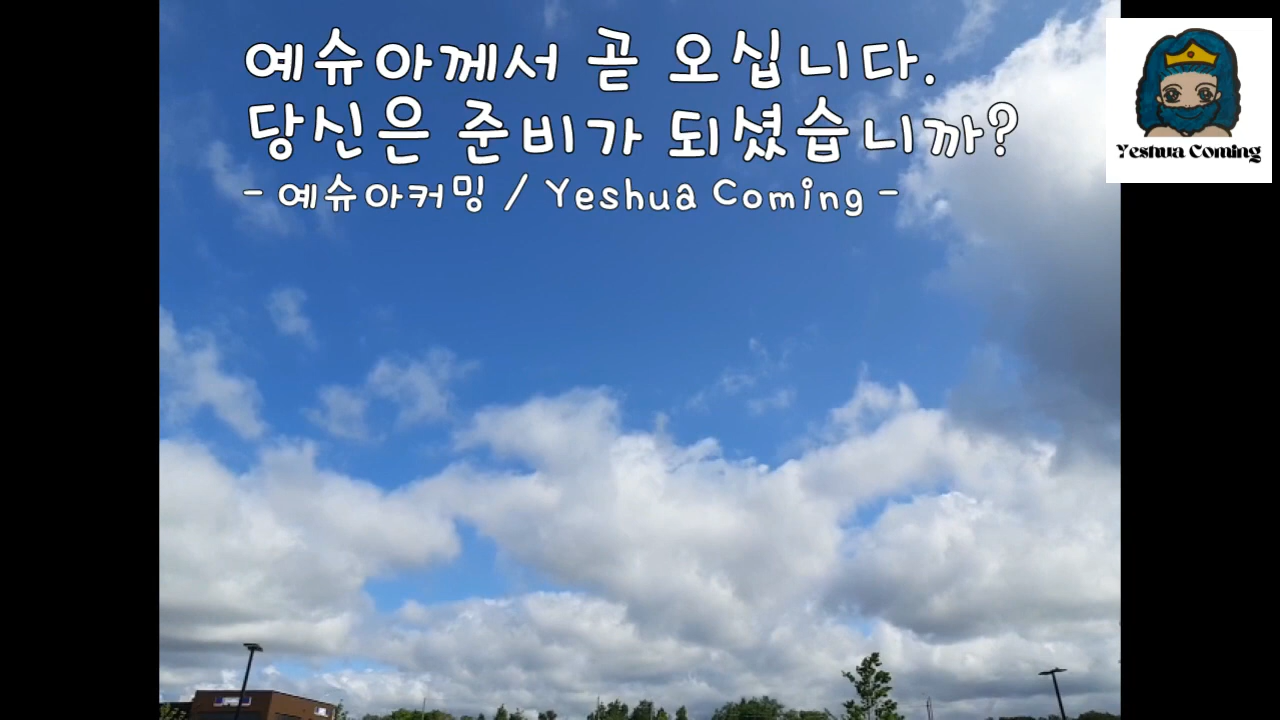 예슈아께서 곧 오십니다.
당신은 준비가 되셨습니까?
- 예슈아커밍 / Yeshua Coming -
Yeshua Coming